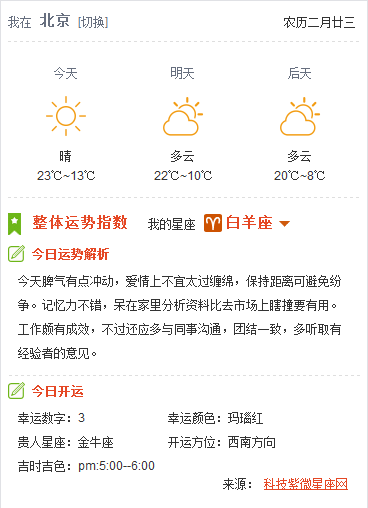 我在 北京 [切换] 农历二月廿三
今天 明天 后天
晴 多云 多云
23℃~13℃ 22℃~10℃ 20℃~8℃
整体运势指数 我的星座 白羊座
今日运势解析
今天脾气有点冲动，爱情上不宜太过缠绵，保持距离可避免纷
争。记忆力不错，呆在家里分析资料比去市场上瞎撞要有用。
工作颇有成效，不过还应多与同事沟通，团结一致，多听取有
经验者的意见。
今日开运
幸运数字：3 幸运颜色：玛瑙红
贵人星座：金牛座 开运方位：西南方向
吉时吉色：pm:5:00--6:00
来源： 科技紫微星座网